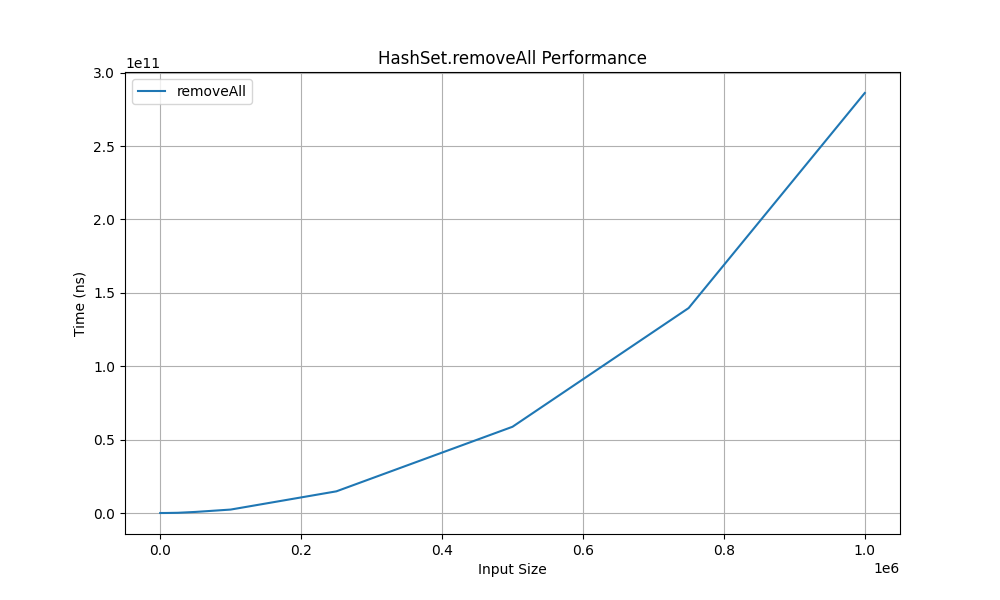 HashSet.removeAll Performance
1e11
removeAll
3.0
2.5
2.0
1.5
1.0
0.5
0.0
Time (ns)
0.0 0.2 0.4 0.6 0.8 1.0
1e6
Input Size